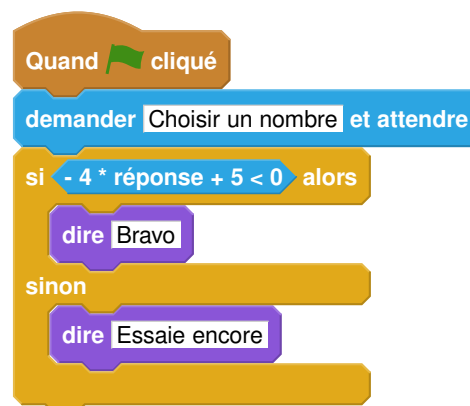 Quand cliqué
demander Choisir un nombre et attendre
si - 4 * réponse + 5 < 0 alors
dire Bravo
sinon
dire Essaie encore